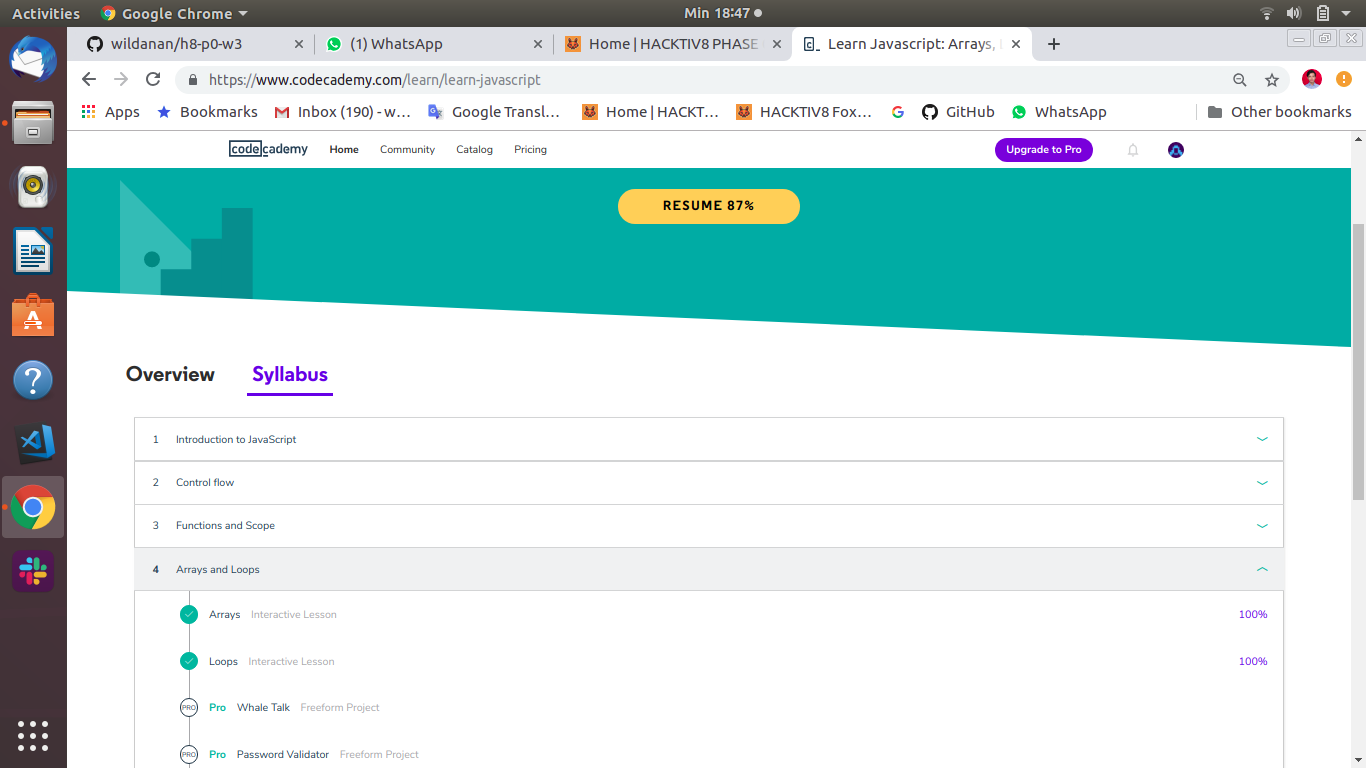 Activities Google Chrome Min 18:47
wildanan/h8-p0-w3 (1) WhatsApp Home | HACKTIV8 PHASE Learn Javascript: Arrays,
https://www.codecademy.com/learn/learn-javascript
Apps Bookmarks Inbox (190) - w... Google Transl... Home | HACKT... HACKTIV8 Fox... GitHub WhatsApp Other bookmarks
codecademy Home Community Catalog Pricing Upgrade to Pro
RESUME 87%
Overview Syllabus
1 Introduction to JavaScript
2 Control flow
3 Functions and Scope
4 Arrays and Loops
Arrays Interactive Lesson 100%
Loops Interactive Lesson 100%
PRO Pro Whale Talk Freeform Project
PRO Pro Password Validator Freeform Project